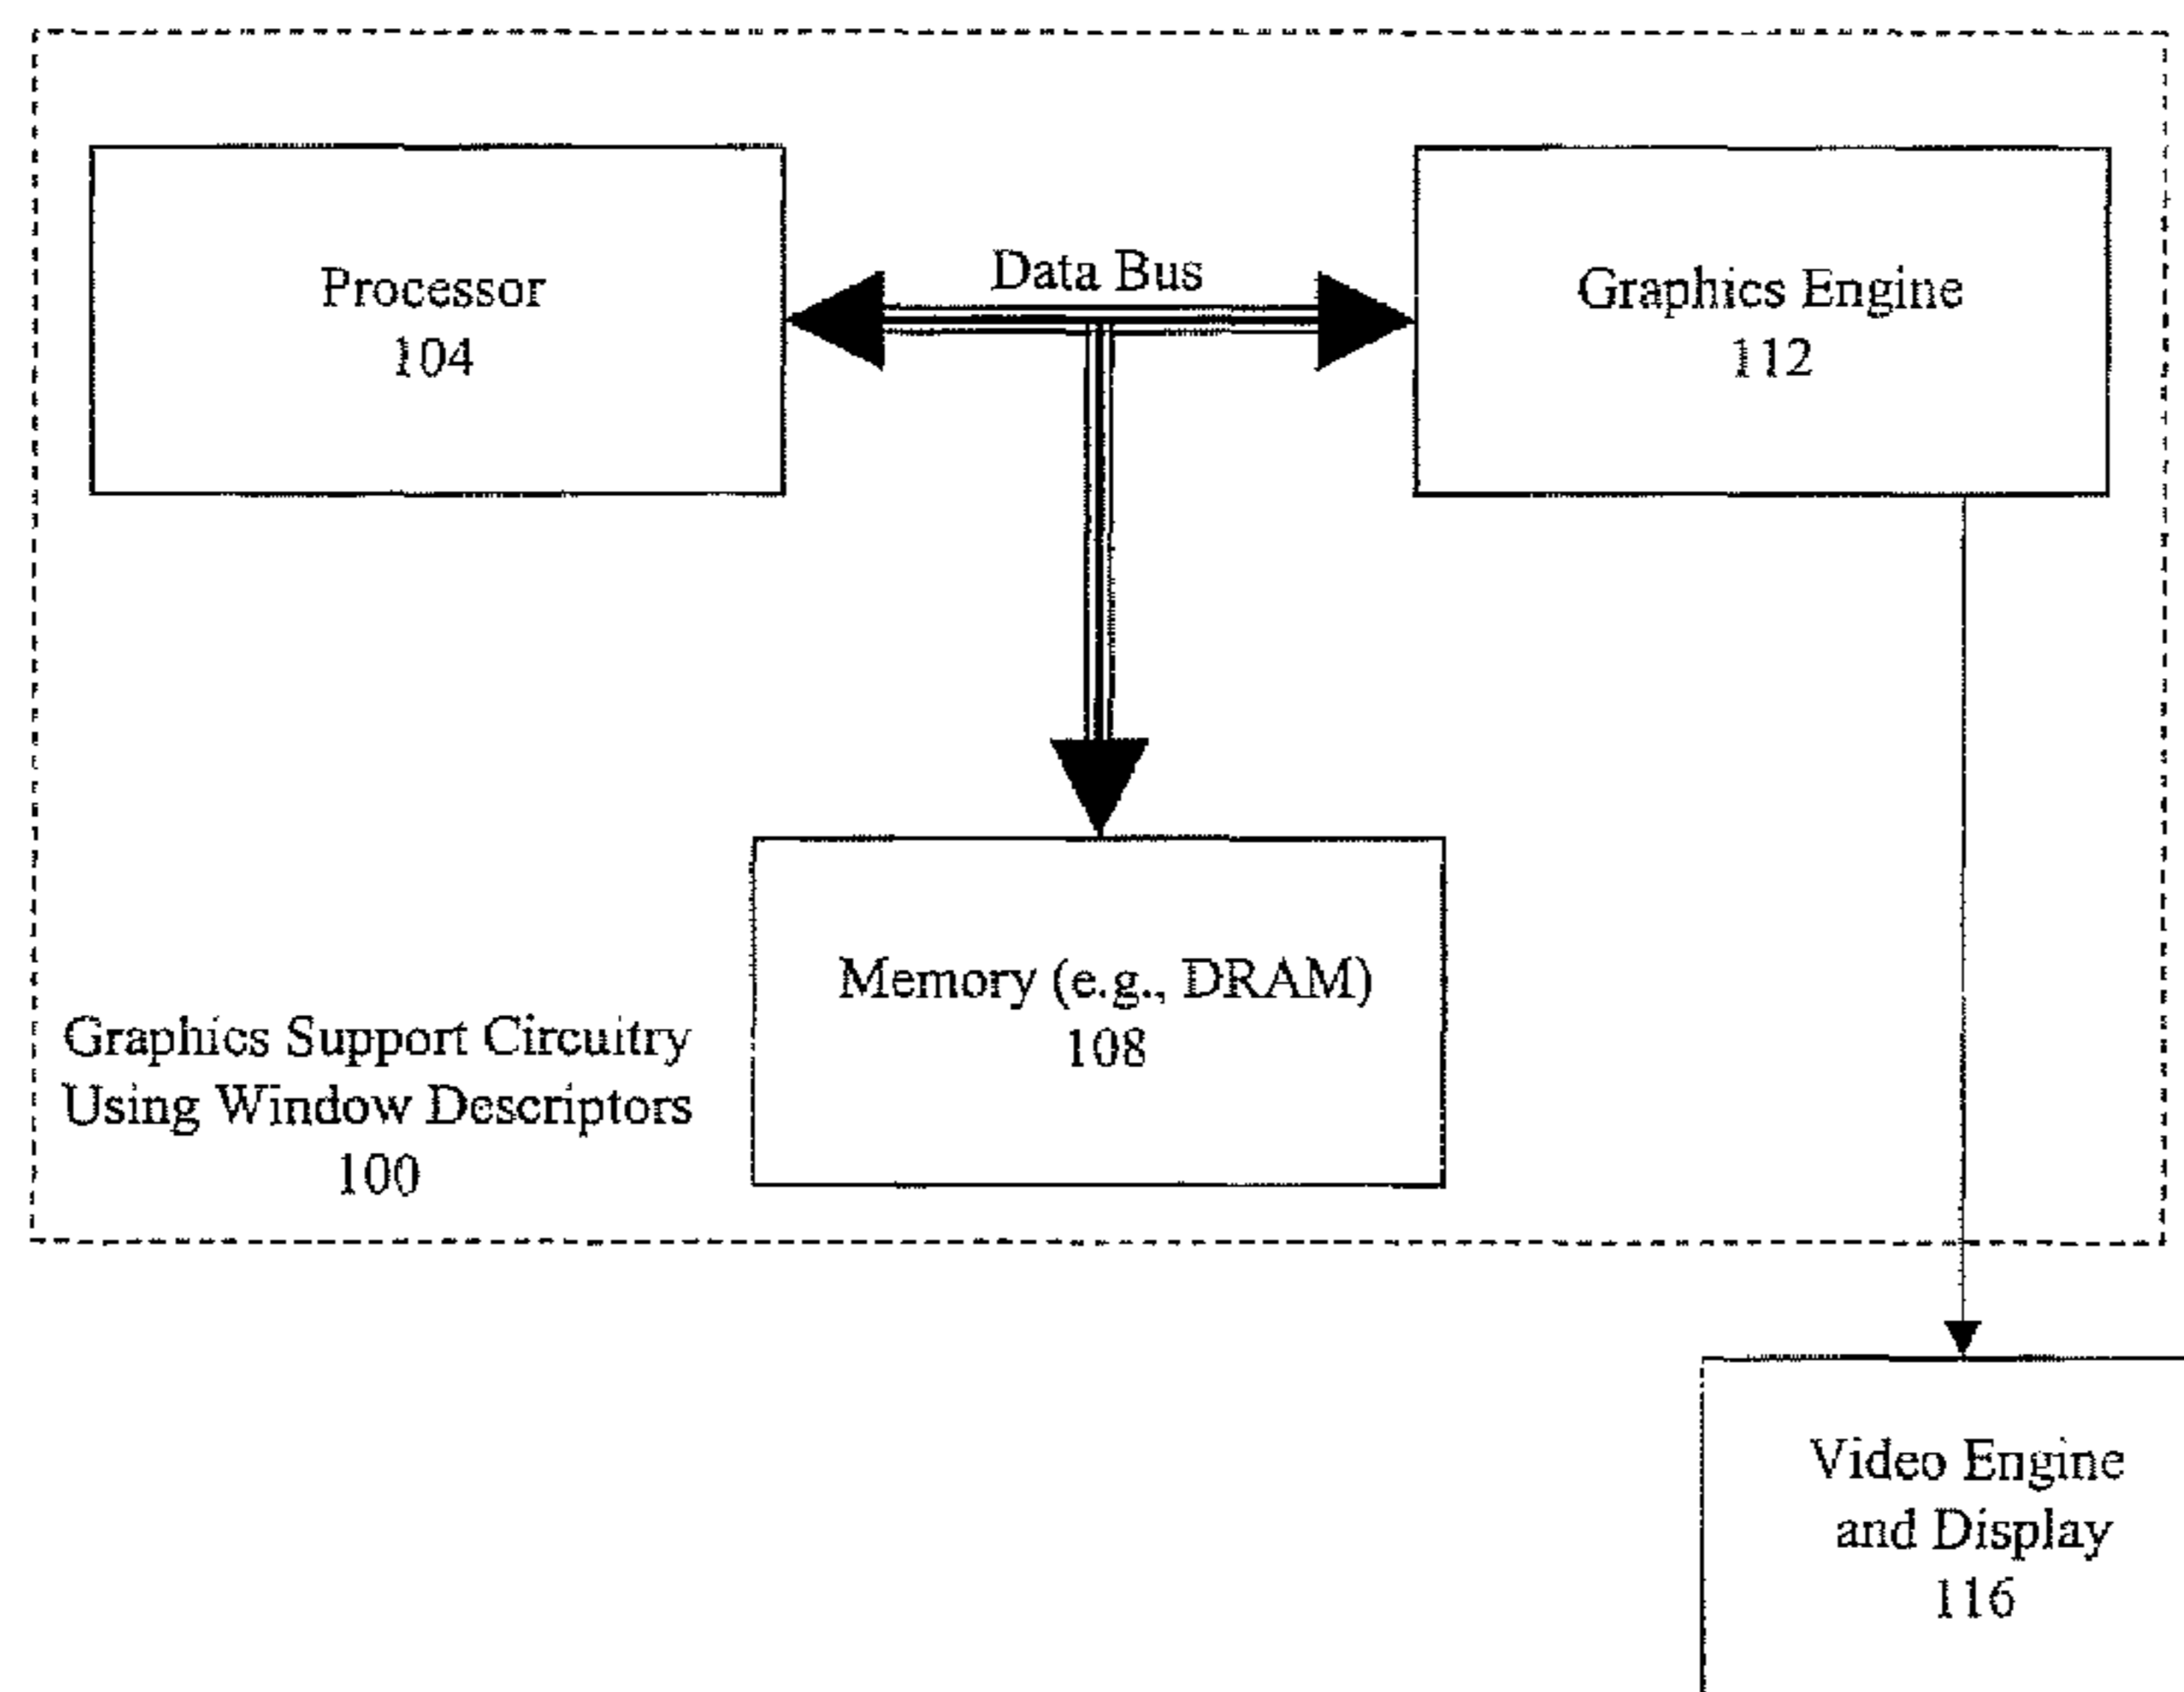 Processor
104
Data Bus
Graphics Engine
112
Memory (e.g., DRAM)
108
Graphics Support Circuitry
Using Window Descriptors
100
Video Engine
and Display
116